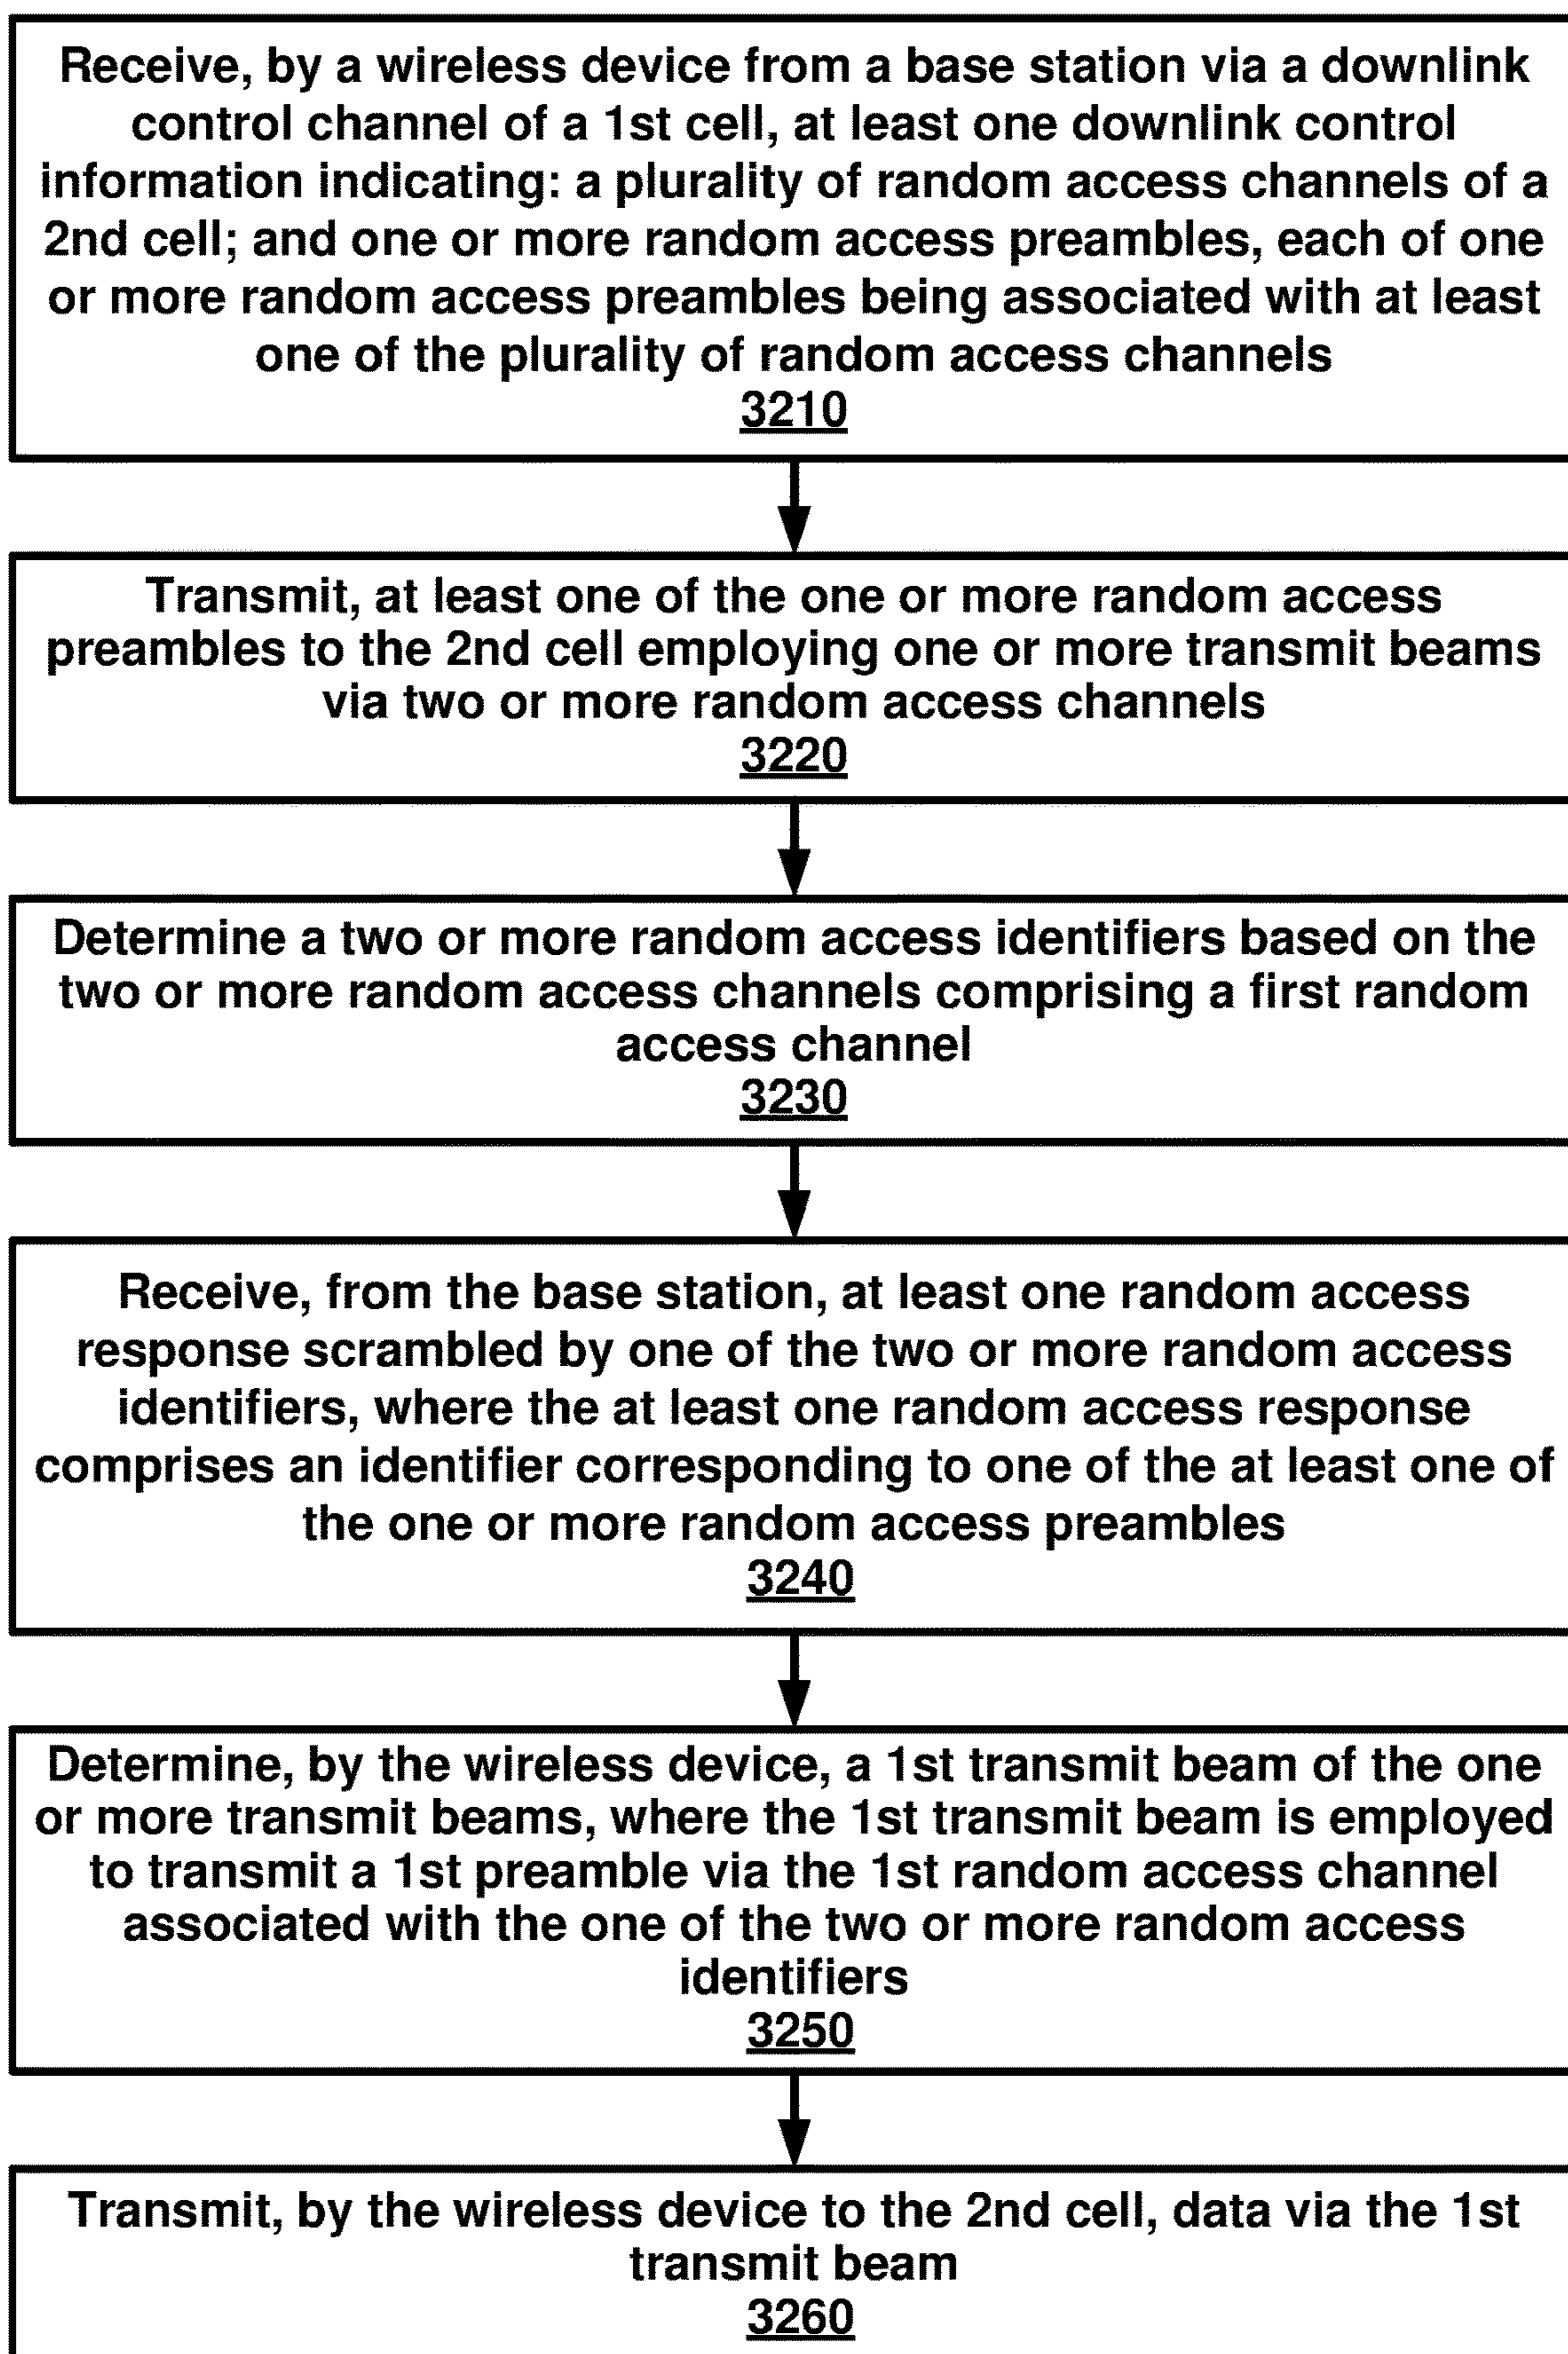 Receive, by a wireless device from a base station via a downlink
control channel of a 1st cell, at least one downlink control
information indicating: a plurality of random access channels of a
2nd cell; and one or more random access preambles, each of one
or more random access preambles being associated with at least
one of the plurality of random access channels
3210
Transmit, at least one of the one or more random access
preambles to the 2nd cell employing one or more transmit beams
via two or more random access channels
3220
Determine a two or more random access identifiers based on the
two or more random access channels comprising a first random
access channel
3230
Receive, from the base station, at least one random access
response scrambled by one of the two or more random access
identifiers, where the at least one random access response
comprises an identifier corresponding to one of the at least one of
the one or more random access preambles
3240
Determine, by the wireless device, a 1st transmit beam of the one
or more transmit beams, where the 1st transmit beam is employed
to transmit a 1st preamble via the 1st random access channel
associated with the one of the two or more random access
identifiers
3250
Transmit, by the wireless device to the 2nd cell, data via the 1st
transmit beam
3260